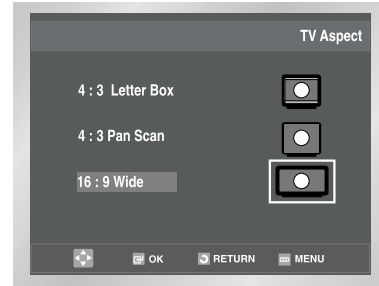 TV Aspect
4 : 3 Letter Box
4 : 3 Pan Scan
16 : 9 Wide
OK RETURN MENU